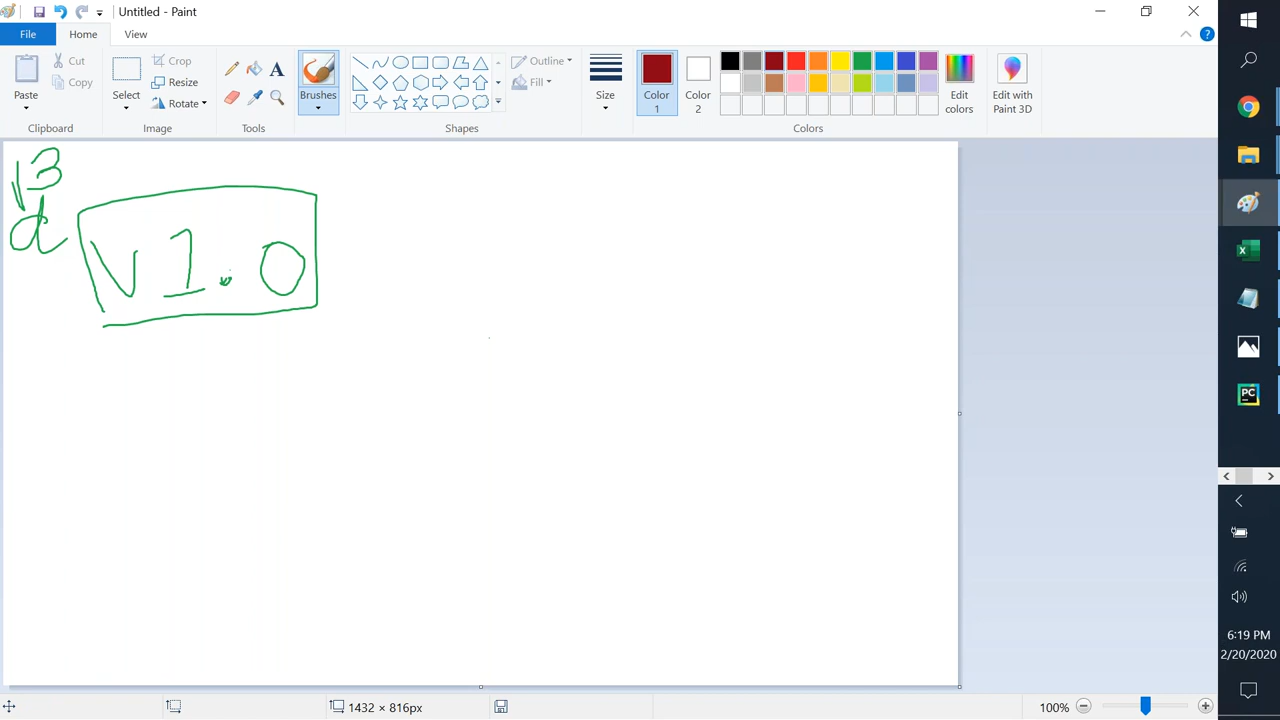 Untitled - Paint
File
Home
View
Paste
Cut
Copy
Clipboard
Select
Crop
Resize
Rotate
Image
Tools
Brushes
Shapes
Outline
Fill
Size
Color
1
Color
2
Edit
colors
Colors
Edit with
Paint 3D
13
d
V 1.0
PC
6:19 PM
2/20/2020
1432 × 816px
100%